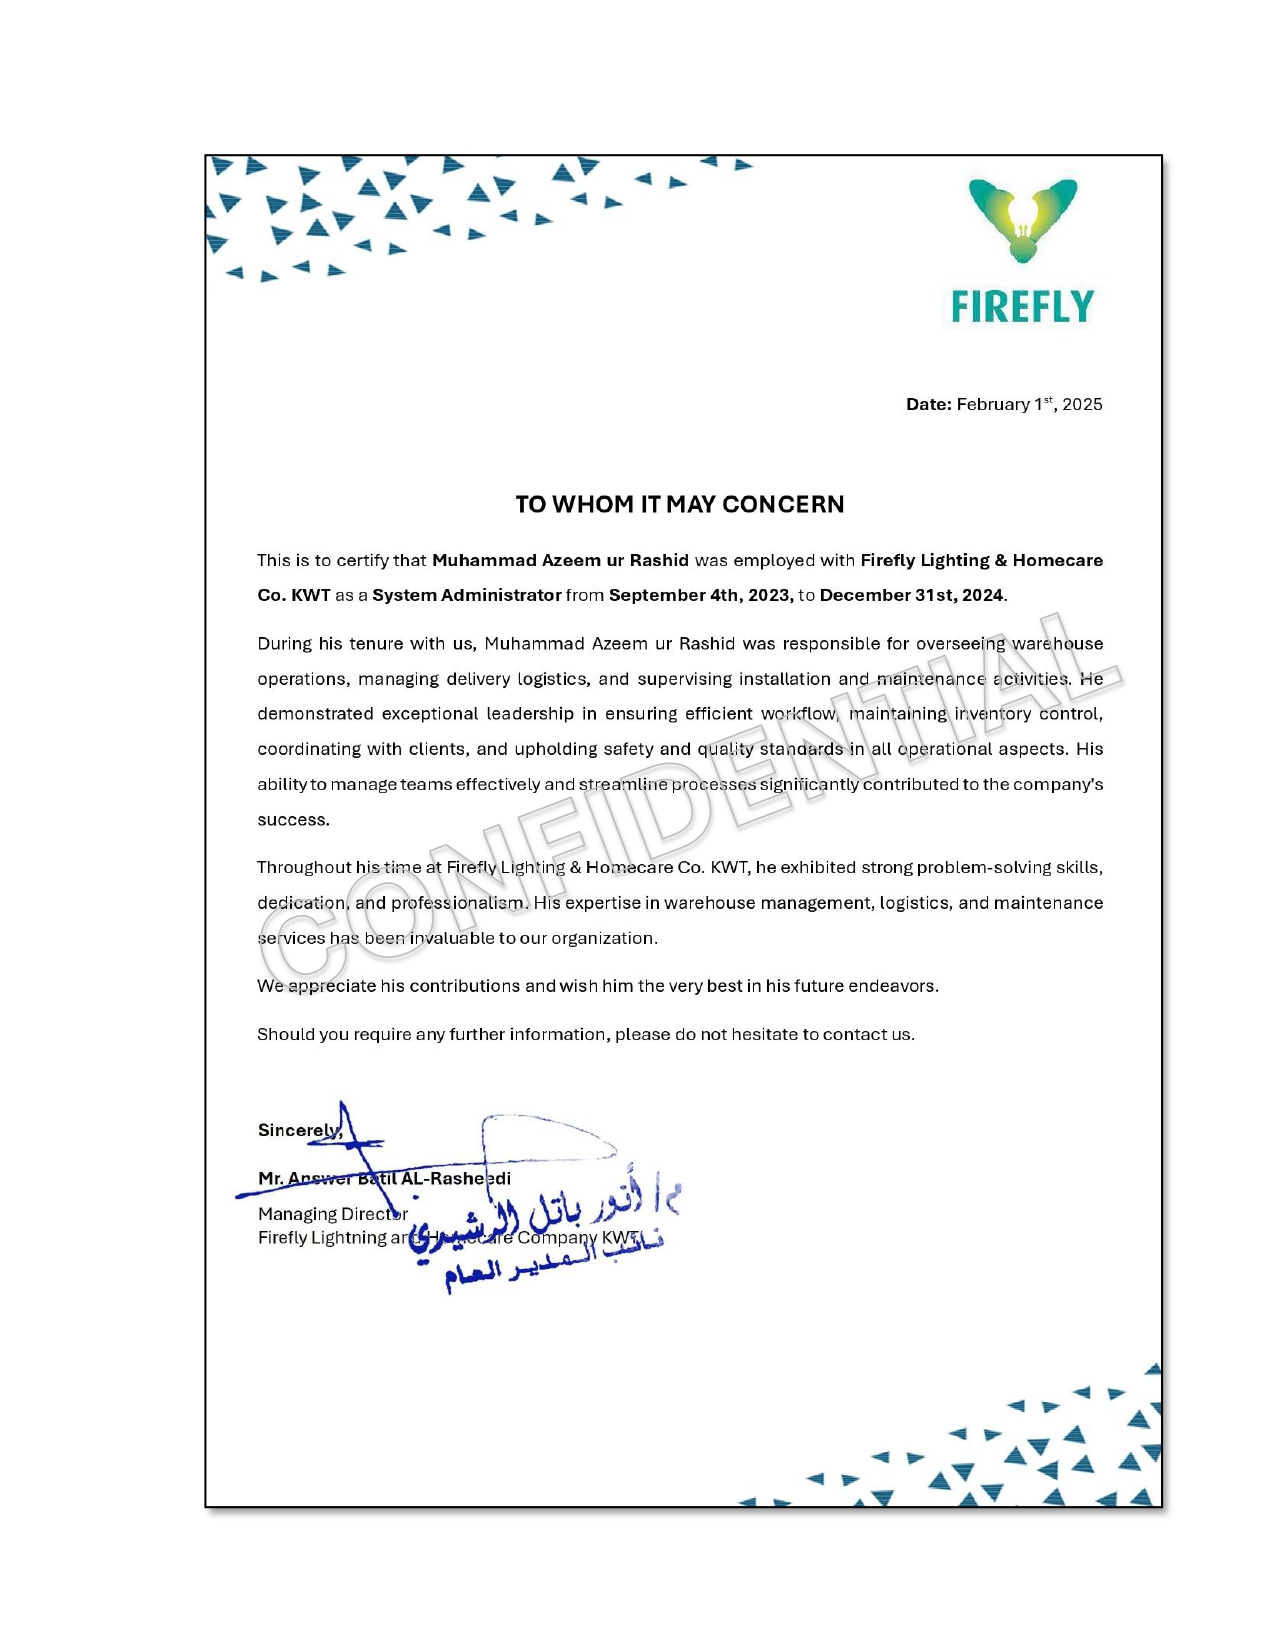 FIREFLY
Date: February 1st, 2025
TO WHOM IT MAY CONCERN
This is to certify that Muhammad Azeem ur Rashid was employed with Firefly Lighting & Homecare
Co. KWT as a System Administrator from September 4th, 2023, to December 31st, 2024.
During his tenure with us, Muhammad Azeem ur Rashid was responsible for overseeing warehouse
operations, managing delivery logistics, and supervising installation and maintenance activities. He
demonstrated exceptional leadership in ensuring efficient workflow, maintaining inventory control,
coordinating with clients, and upholding safety and quality standards in all operational aspects. His
ability to manage teams effectively and streamline processes significantly contributed to the company's
success.
Throughout his time at Firefly Lighting & Homecare Co. KWT, he exhibited strong problem-solving skills,
dedication, and professionalism. His expertise in warehouse management, logistics, and maintenance
services has been invaluable to our organization.
We appreciate his contributions and wish him the very best in his future endeavors.
Should you require any further information, please do not hesitate to contact us.
CONFIDENTIAL
Sincerely,
Mr. Answer Batil AL-Rasheedi
Managing Director
Firefly Lightning and Homecare Company KWT
م/ أنور باتل الرشيدي
نائب المدير العام